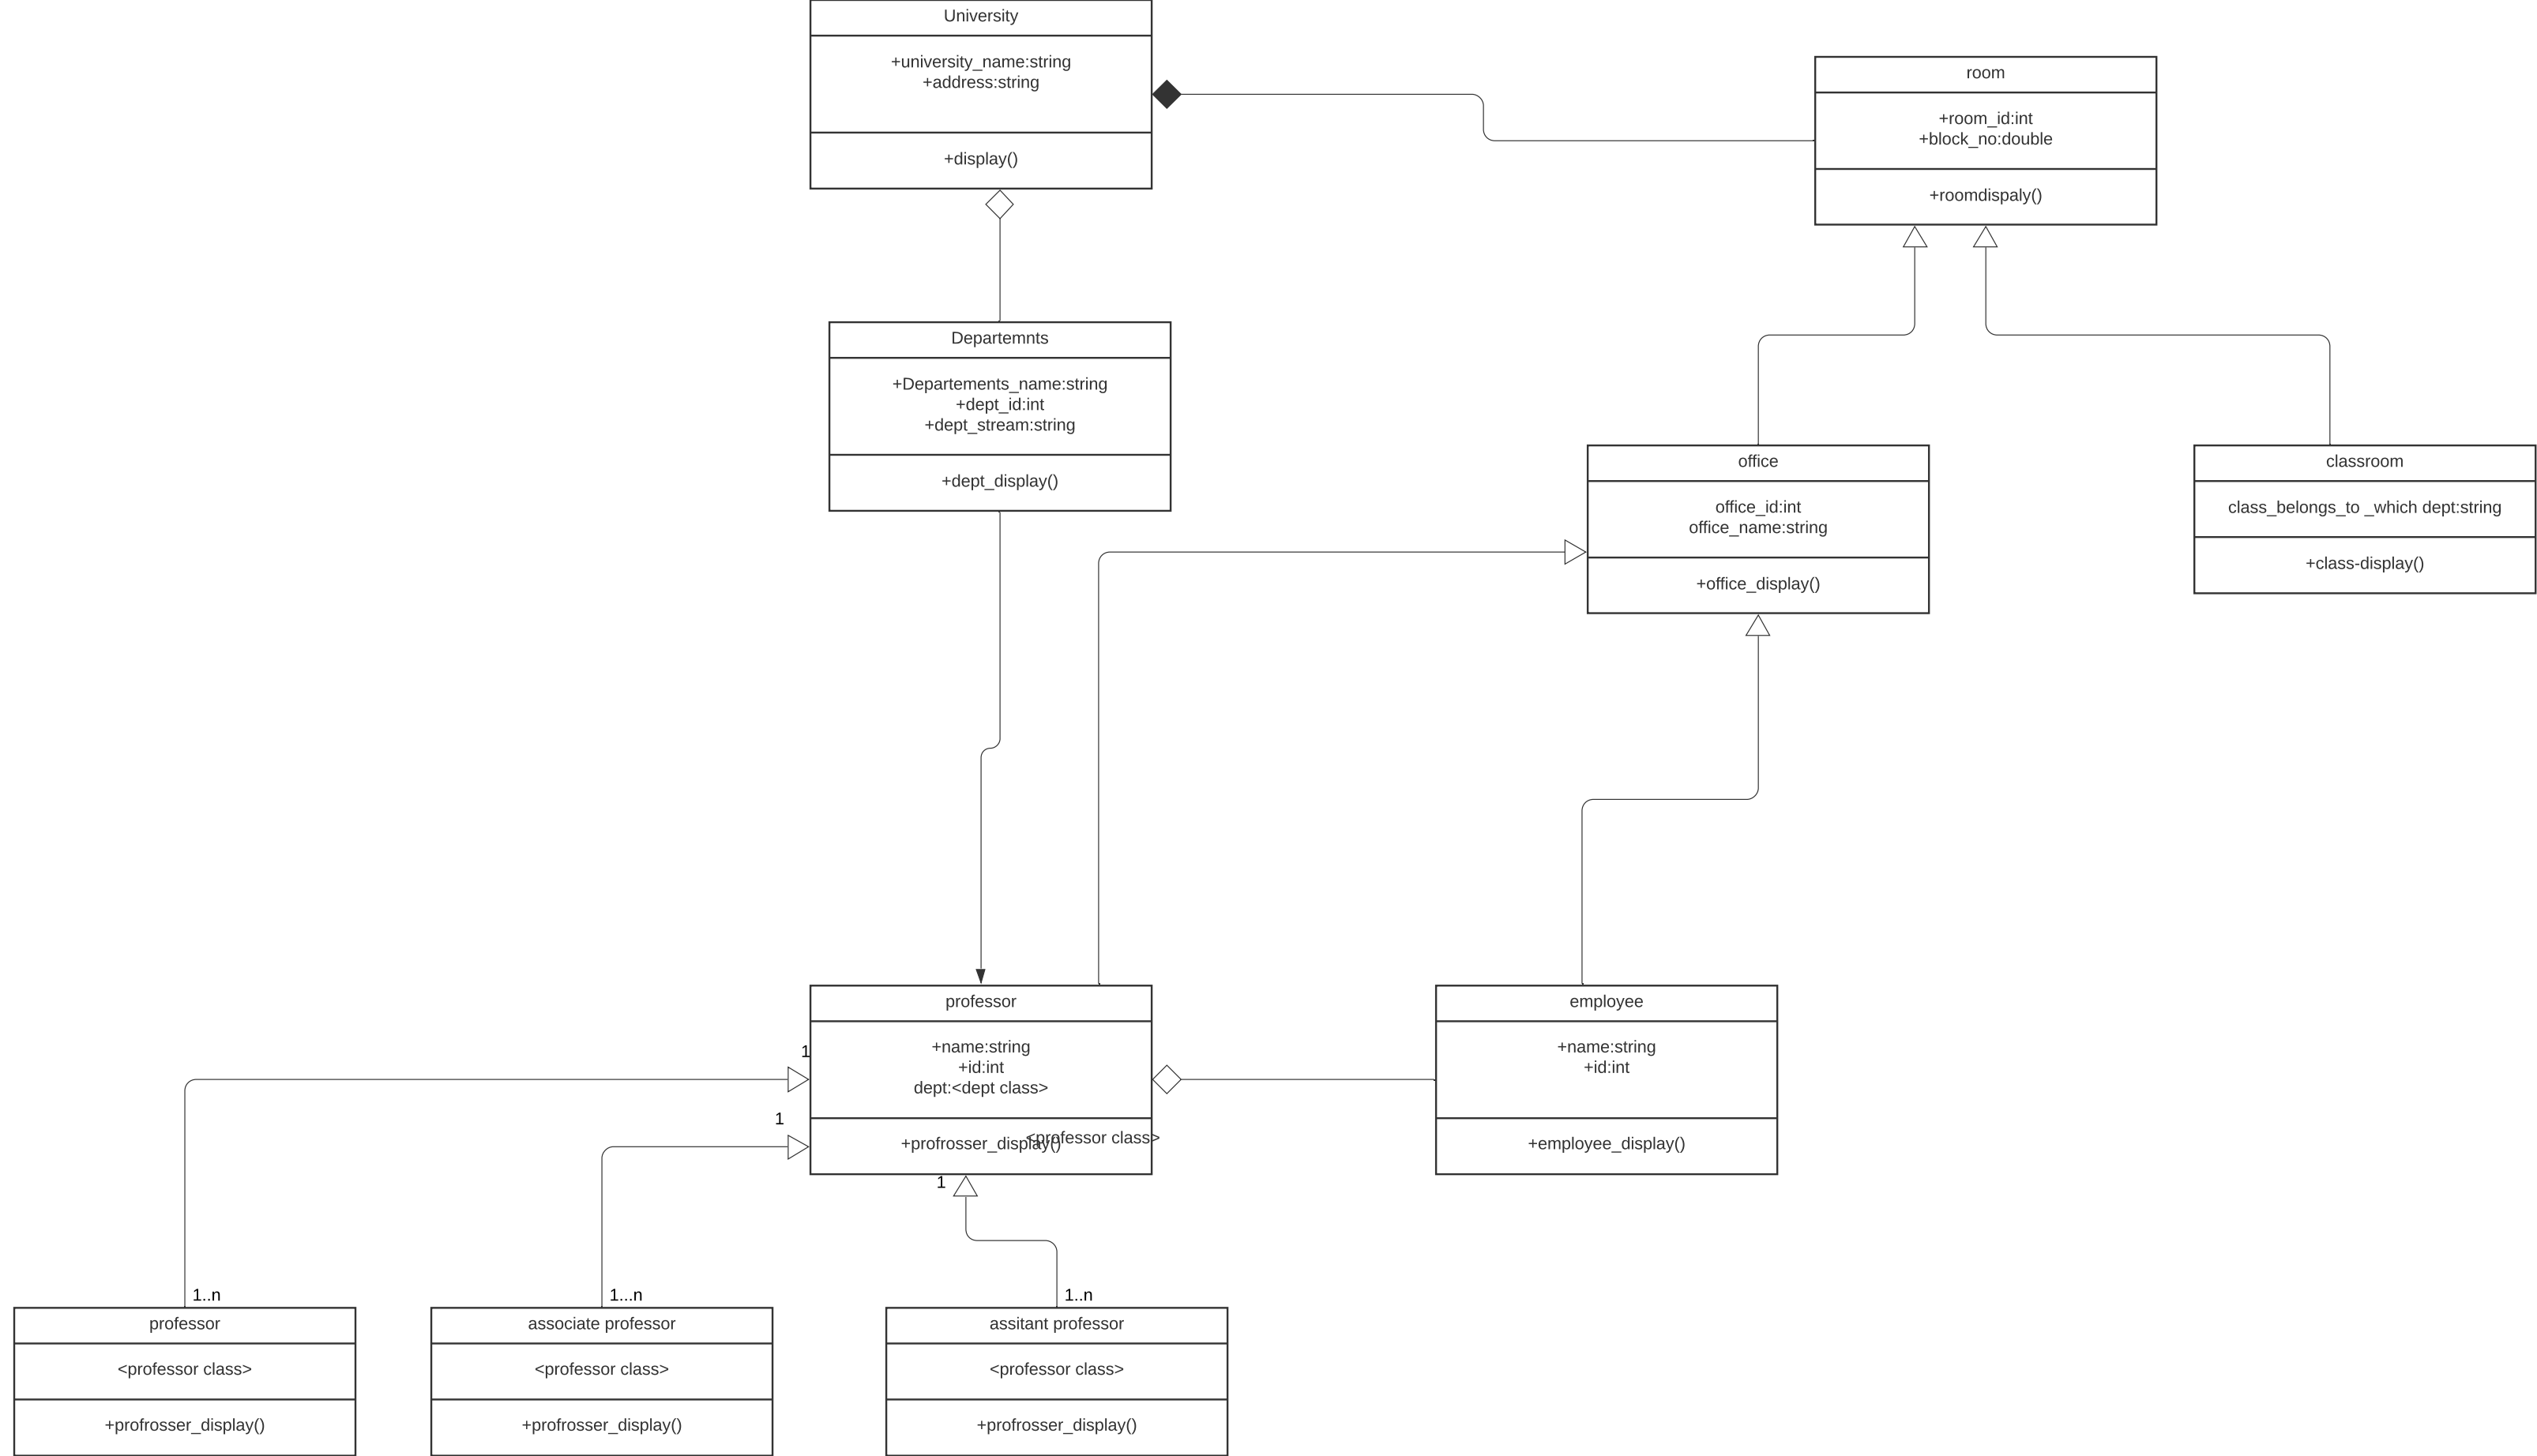 University
+university_name:string
+address:string
+display()
room
+room_id:int
+block_no:double
+roomdispaly()
Departemnts
+Departements_name:string
+dept_id:int
+dept_stream:string
+dept_display()
office
office_id:int
office_name:string
+office_display()
classroom
class_belongs_to _which dept:string
+class-display()
professor
+name:string
+id:int
dept:<dept class>
+profrosser_display()
<professor class>
employee
+name:string
+id:int
+employee_display()
1
1
1
1..n
1...n
1..n
professor
<professor class>
+profrosser_display()
associate professor
<professor class>
+profrosser_display()
assitant professor
<professor class>
+profrosser_display()